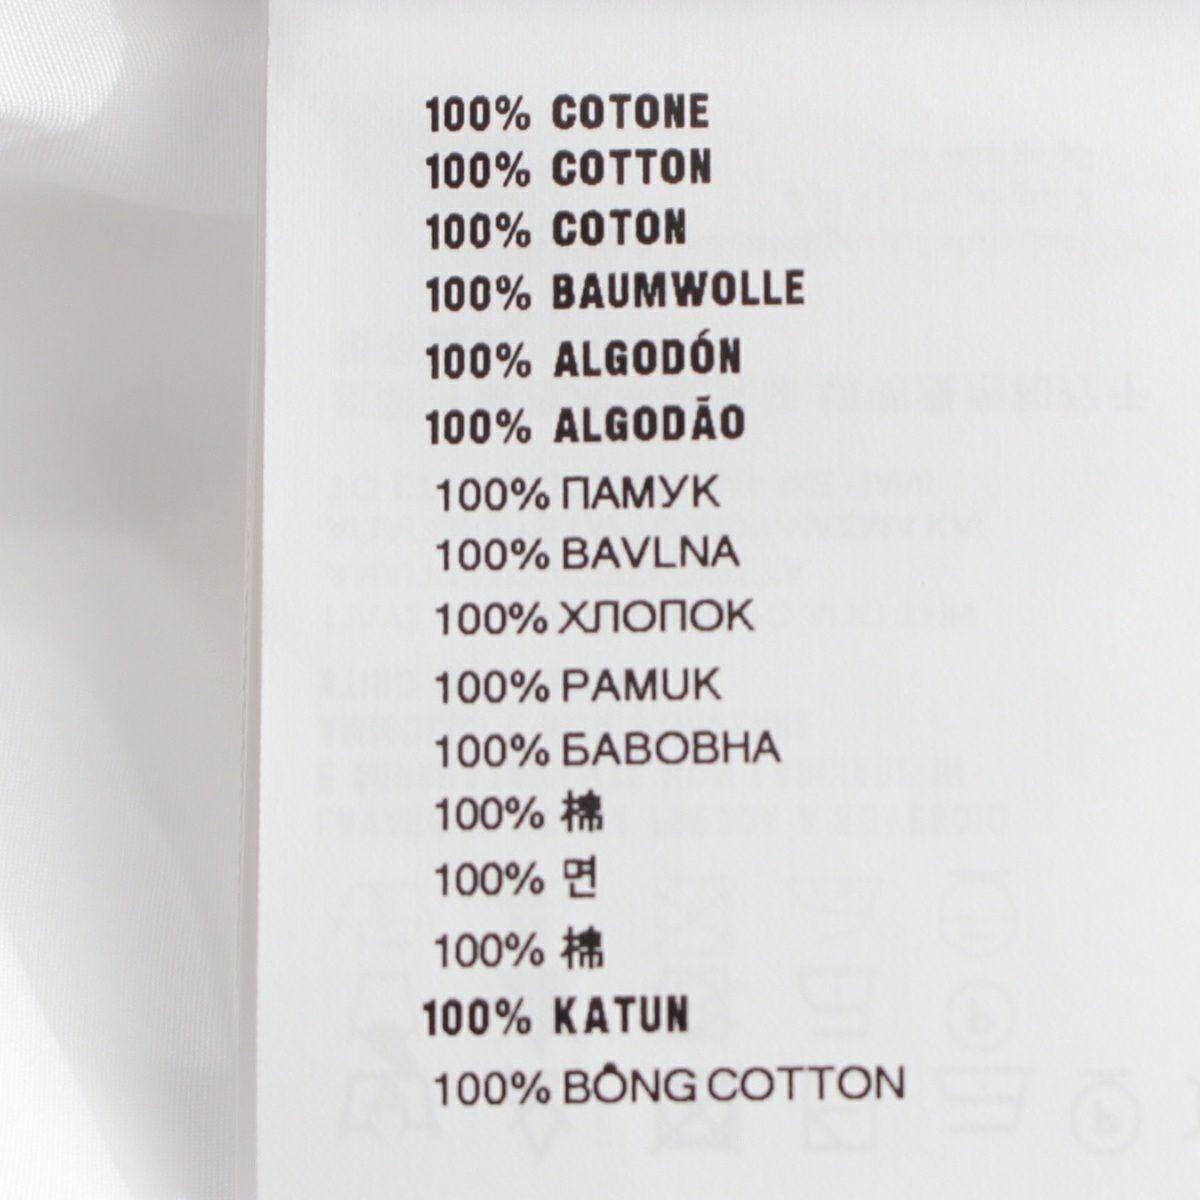 100% COTONE
100% COTTON
100% COTON
100% BAUMWOLLE
100% ALGODÓN
100% ALGODÃO
100% ПАМУК
100% BAVLNA
100% ХЛОПОК
100% PAMUK
100% БАВОВНА
100% 棉
100% 면
100% 棉
100% KATUN
100% BÔNG COTTON